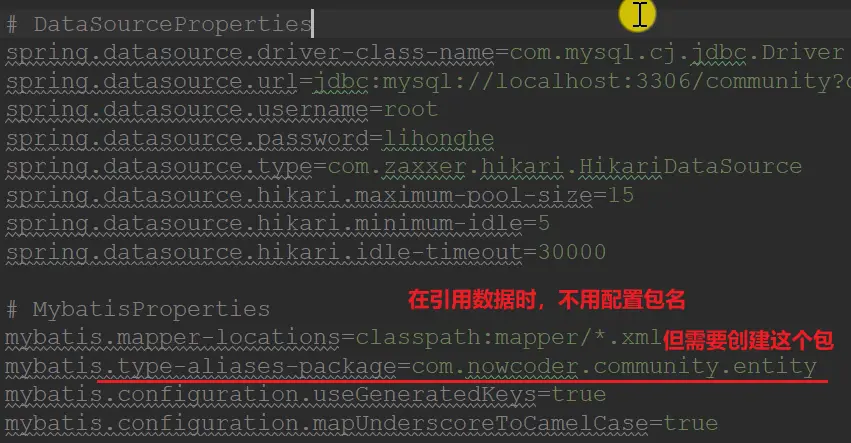 # DataSourceProperties
spring.datasource.driver-class-name=com.mysql.cj.jdbc.Driver
spring.datasource.url=jdbc:mysql://localhost:3306/community?
spring.datasource.username=root
spring.datasource.password=lihonghe
spring.datasource.type=com.zaxxer.hikari.HikariDataSource
spring.datasource.hikari.maximum-pool-size=15
spring.datasource.hikari.minimum-idle=5
spring.datasource.hikari.idle-timeout=30000
在引用数据时，不用配置包名
# MybatisProperties
mybatis.mapper-locations=classpath:mapper/*.xml
但需要创建这个包
mybatis.type-aliases-package=com.nowcoder.community.entity
mybatis.configuration.useGeneratedKeys=true
mybatis.configuration.mapUnderscoreToCamelCase=true